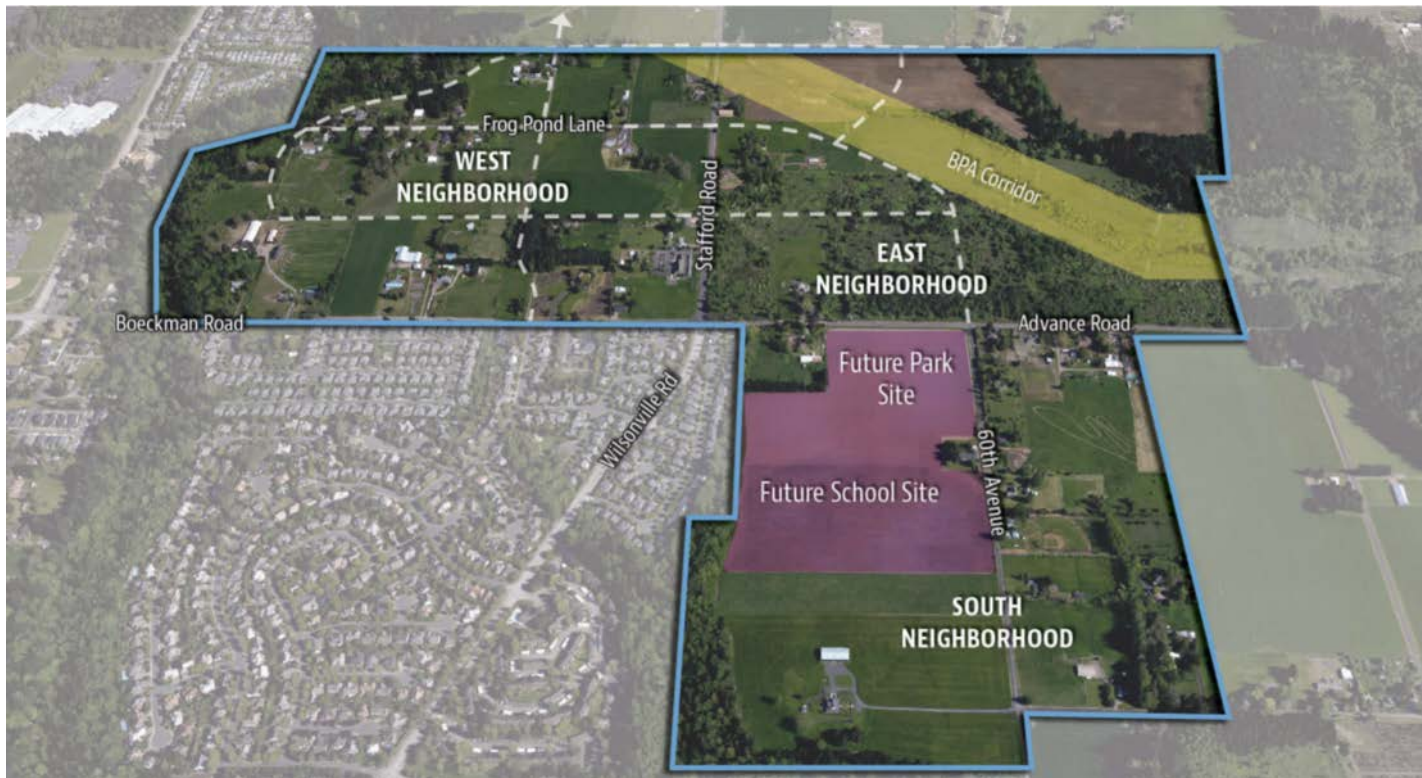 Frog Pond Lane
WEST
NEIGHBORHOOD
BPA Corridor
Stafford Road
EAST
NEIGHBORHOOD
Boeckman Road
Advance Road
Future Park
Site
Wilsonville Rd
60th Avenue
Future School Site
SOUTH
NEIGHBORHOOD